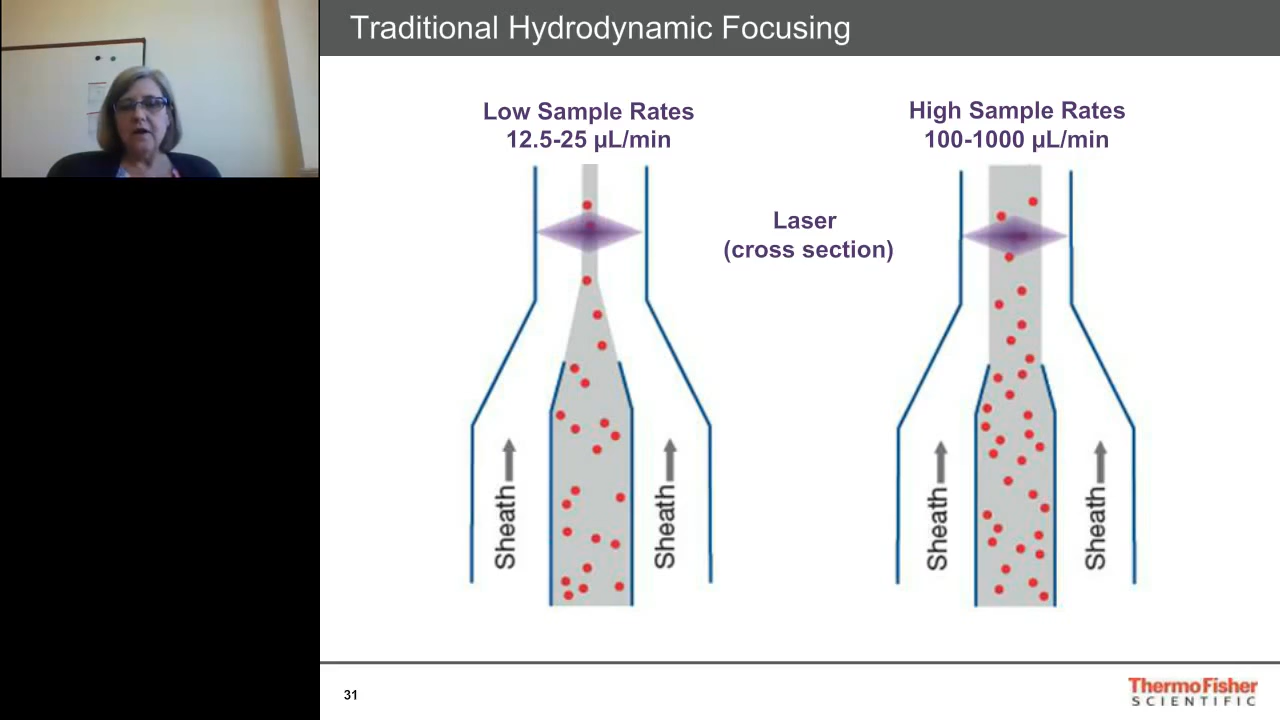 Traditional Hydrodynamic Focusing
Low Sample Rates
12.5-25 µL/min
High Sample Rates
100-1000 µL/min
Laser
(cross section)
Sheath
Sheath
Sheath
Sheath
31
ThermoFisher
SCIENTIFIC